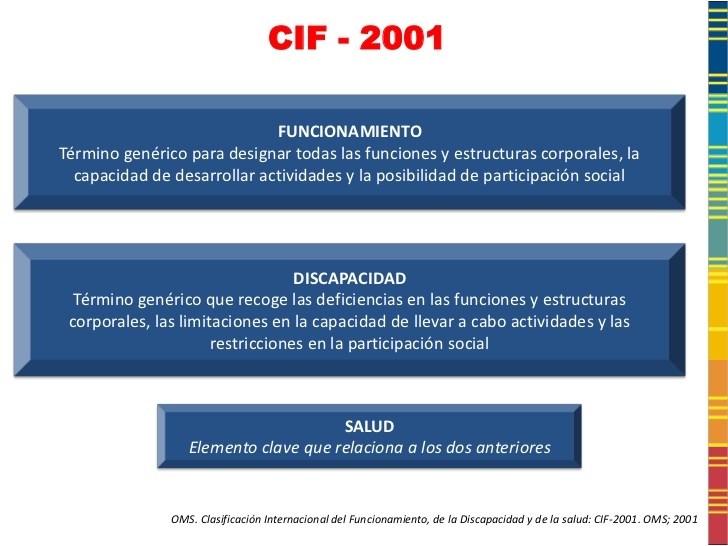 CIF - 2001
FUNCIONAMIENTO
Término genérico para designar todas las funciones y estructuras corporales, la
capacidad de desarrollar actividades y la posibilidad de participación social
DISCAPACIDAD
Término genérico que recoge las deficiencias en las funciones y estructuras
corporales, las limitaciones en la capacidad de llevar a cabo actividades y las
restricciones en la participación social
SALUD
Elemento clave que relaciona a los dos anteriores
OMS. Clasificación Internacional del Funcionamiento, de la Discapacidad y de la salud: CIF-2001. OMS; 2001